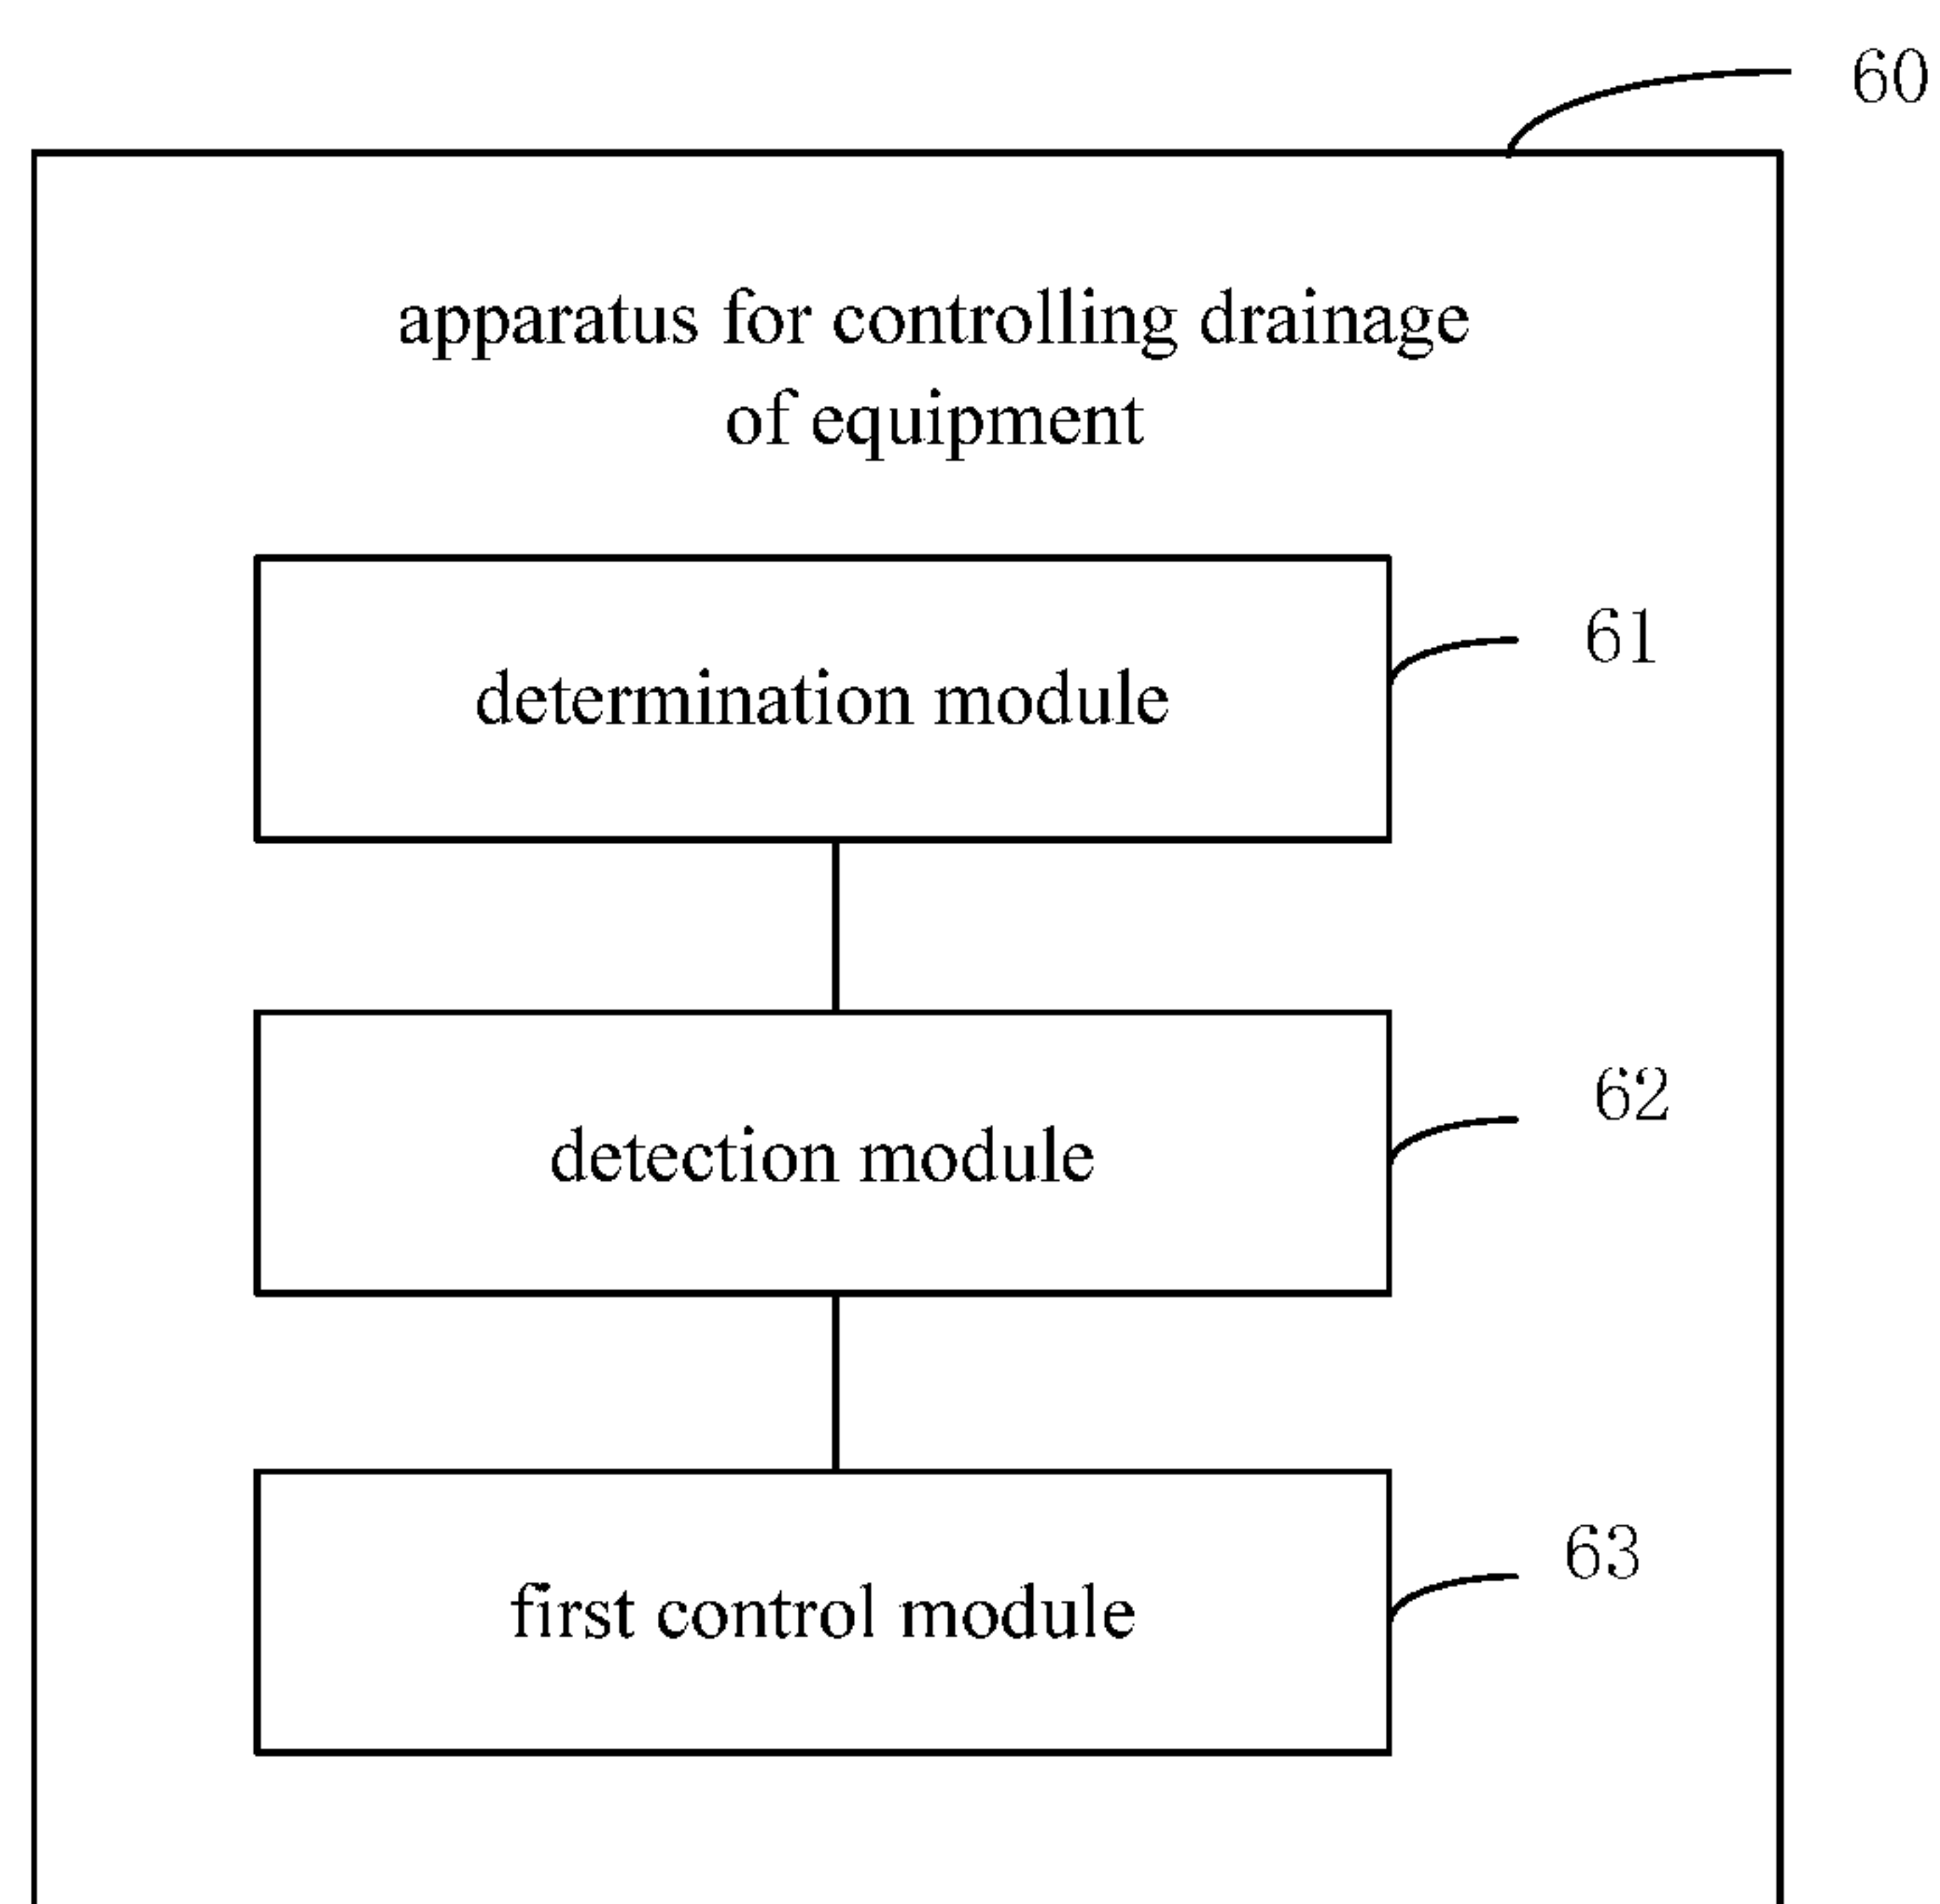 60
apparatus for controlling drainage
of equipment
61
determination module
62
detection module
63
first control module